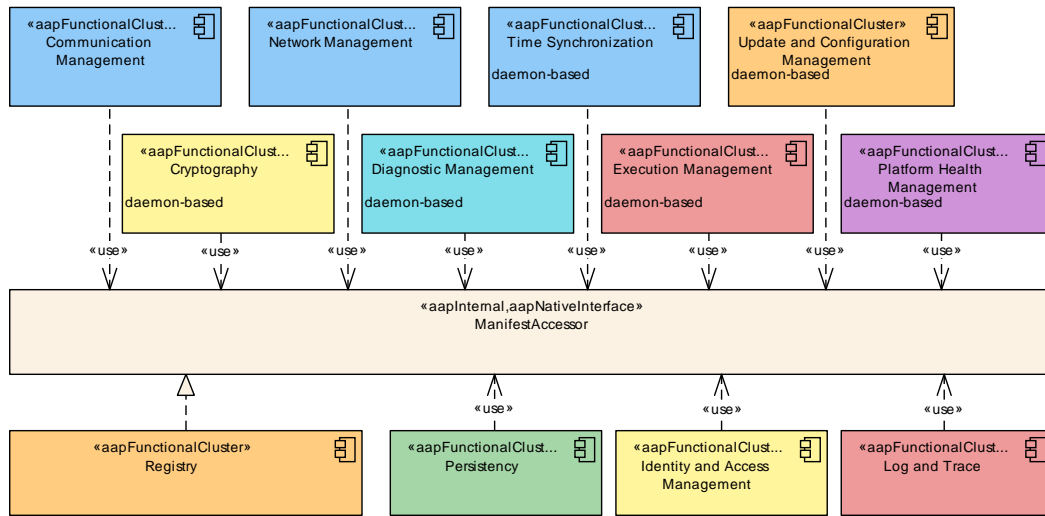 «aapFunctionalClust...
Communication
Management
«aapFunctionalClust...
Network Management
«aapFunctionalClust...
Time Synchronization
daemon-based
«aapFunctionalCluster»
Update and Configuration
Management
daemon-based
«aapFunctionalClust...
Cryptography
daemon-based
«aapFunctionalClust...
Diagnostic Management
daemon-based
«aapFunctionalClust...
Execution Management
daemon-based
«aapFunctionalClust...
Platform Health
Management
daemon-based
«use»
«use»
«use»
«use»
«use»
«use»
«use»
«use»
«aapInternal,aapNativeInterface»
ManifestAccessor
«use»
«use»
«use»
«aapFunctionalCluster»
Registry
«aapFunctionalClust...
Persistency
«aapFunctionalClust...
Identity and Access
Management
«aapFunctionalClust...
Log and Trace